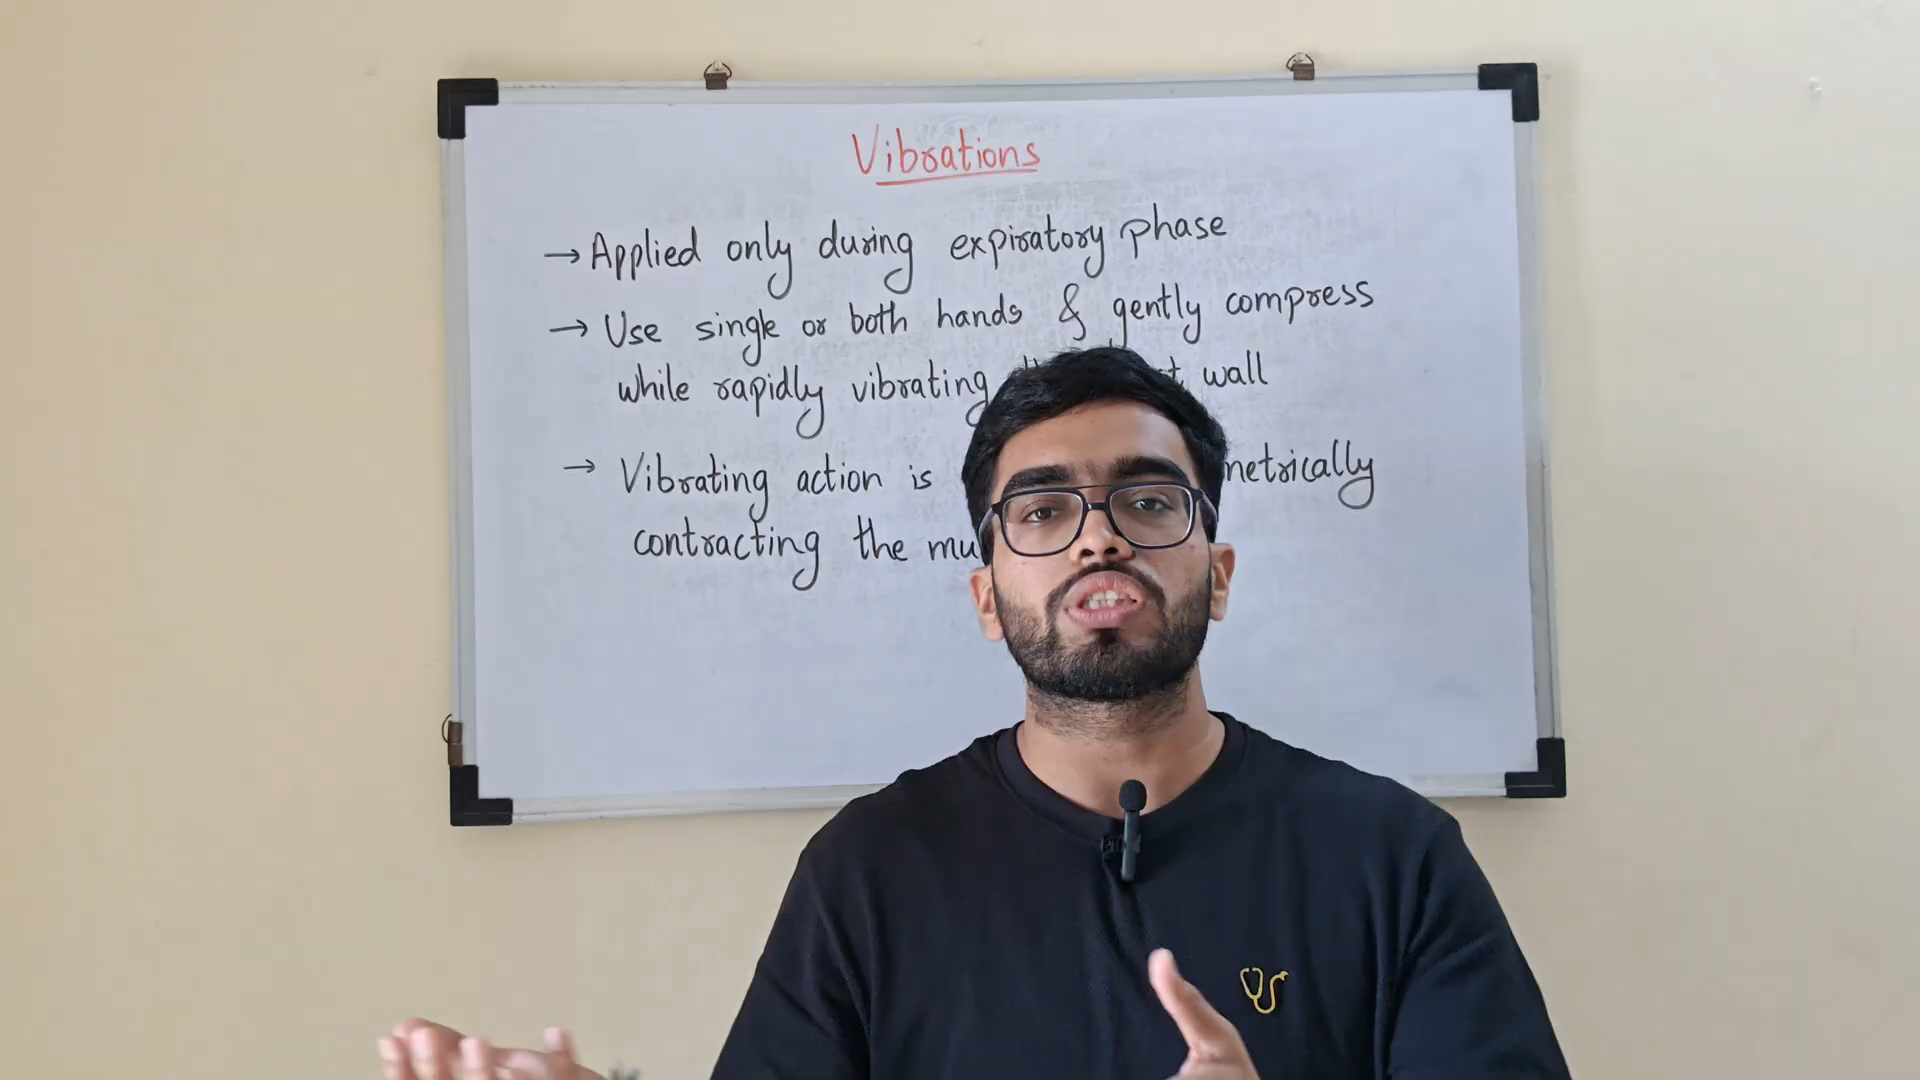 Vibrations
→ Applied only during expiratory phase
→ Use single or both hands & gently compress
while rapidly vibrating wall
→ Vibrating action is
contracting the